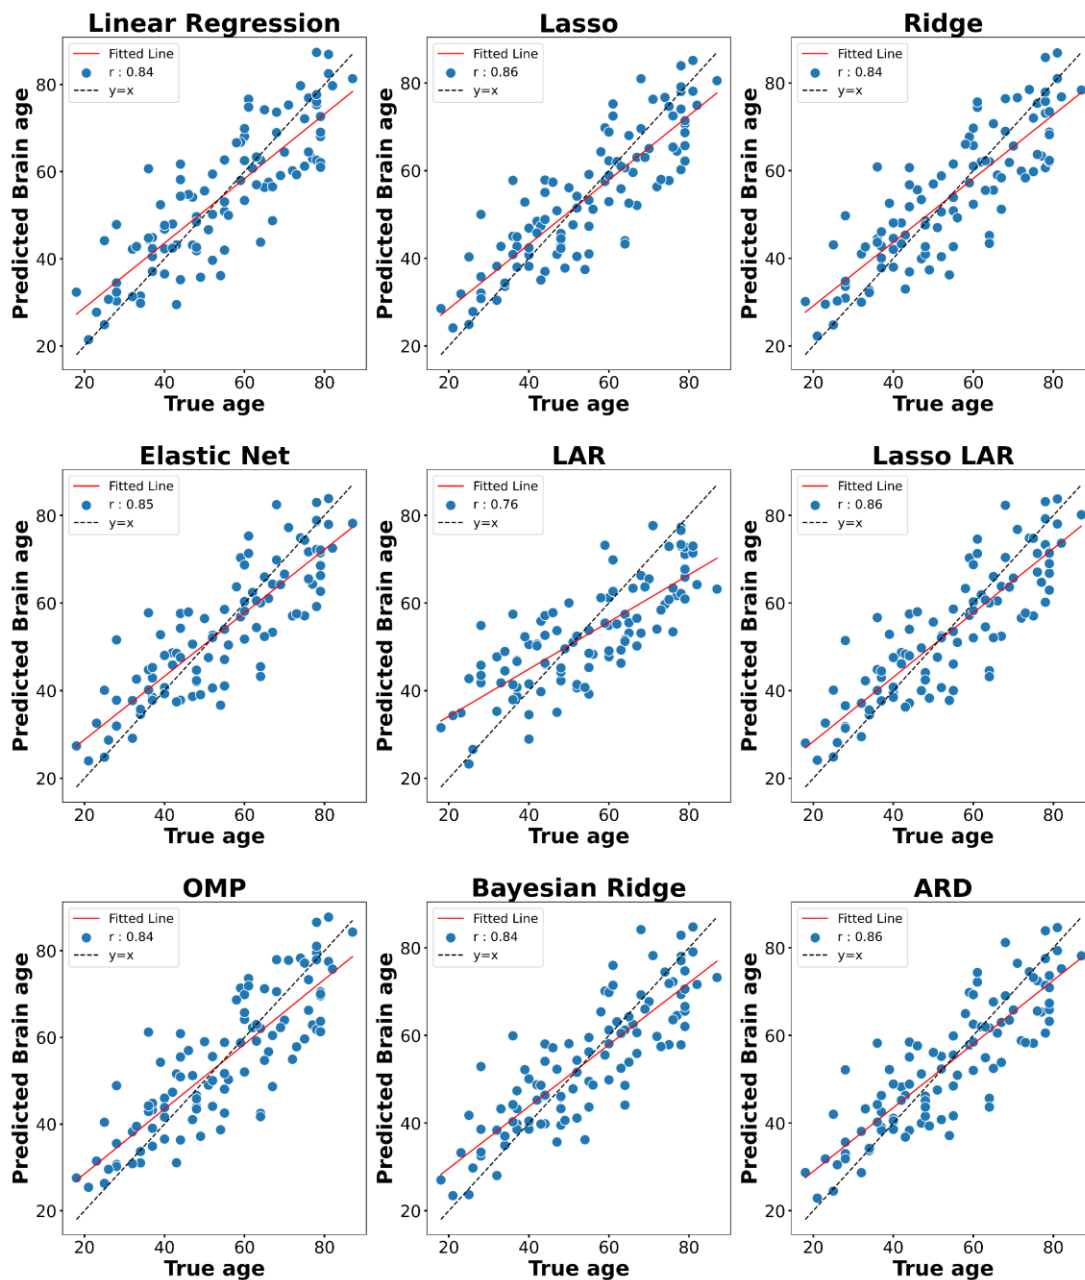 Linear Regression Lasso Ridge
Fitted Line Fitted Line Fitted Line
r : 0.84 r : 0.86 r : 0.84
y=x y=x y=x
80 80 80
60 60 60
40 40 40
20 20 20
Predicted Brain age Predicted Brain age Predicted Brain age
20 40 60 80 20 40 60 80 20 40 60 80
True age True age True age
Elastic Net LAR Lasso LAR
Fitted Line Fitted Line Fitted Line
r : 0.85 r : 0.76 r : 0.86
y=x y=x y=x
80 80 80
60 60 60
40 40 40
20 20 20
Predicted Brain age Predicted Brain age Predicted Brain age
20 40 60 80 20 40 60 80 20 40 60 80
True age True age True age
OMP Bayesian Ridge ARD
Fitted Line Fitted Line Fitted Line
r : 0.84 r : 0.84 r : 0.86
y=x y=x y=x
80 80 80
60 60 60
40 40 40
20 20 20
Predicted Brain age Predicted Brain age Predicted Brain age
20 40 60 80 20 40 60 80 20 40 60 80
True age True age True age